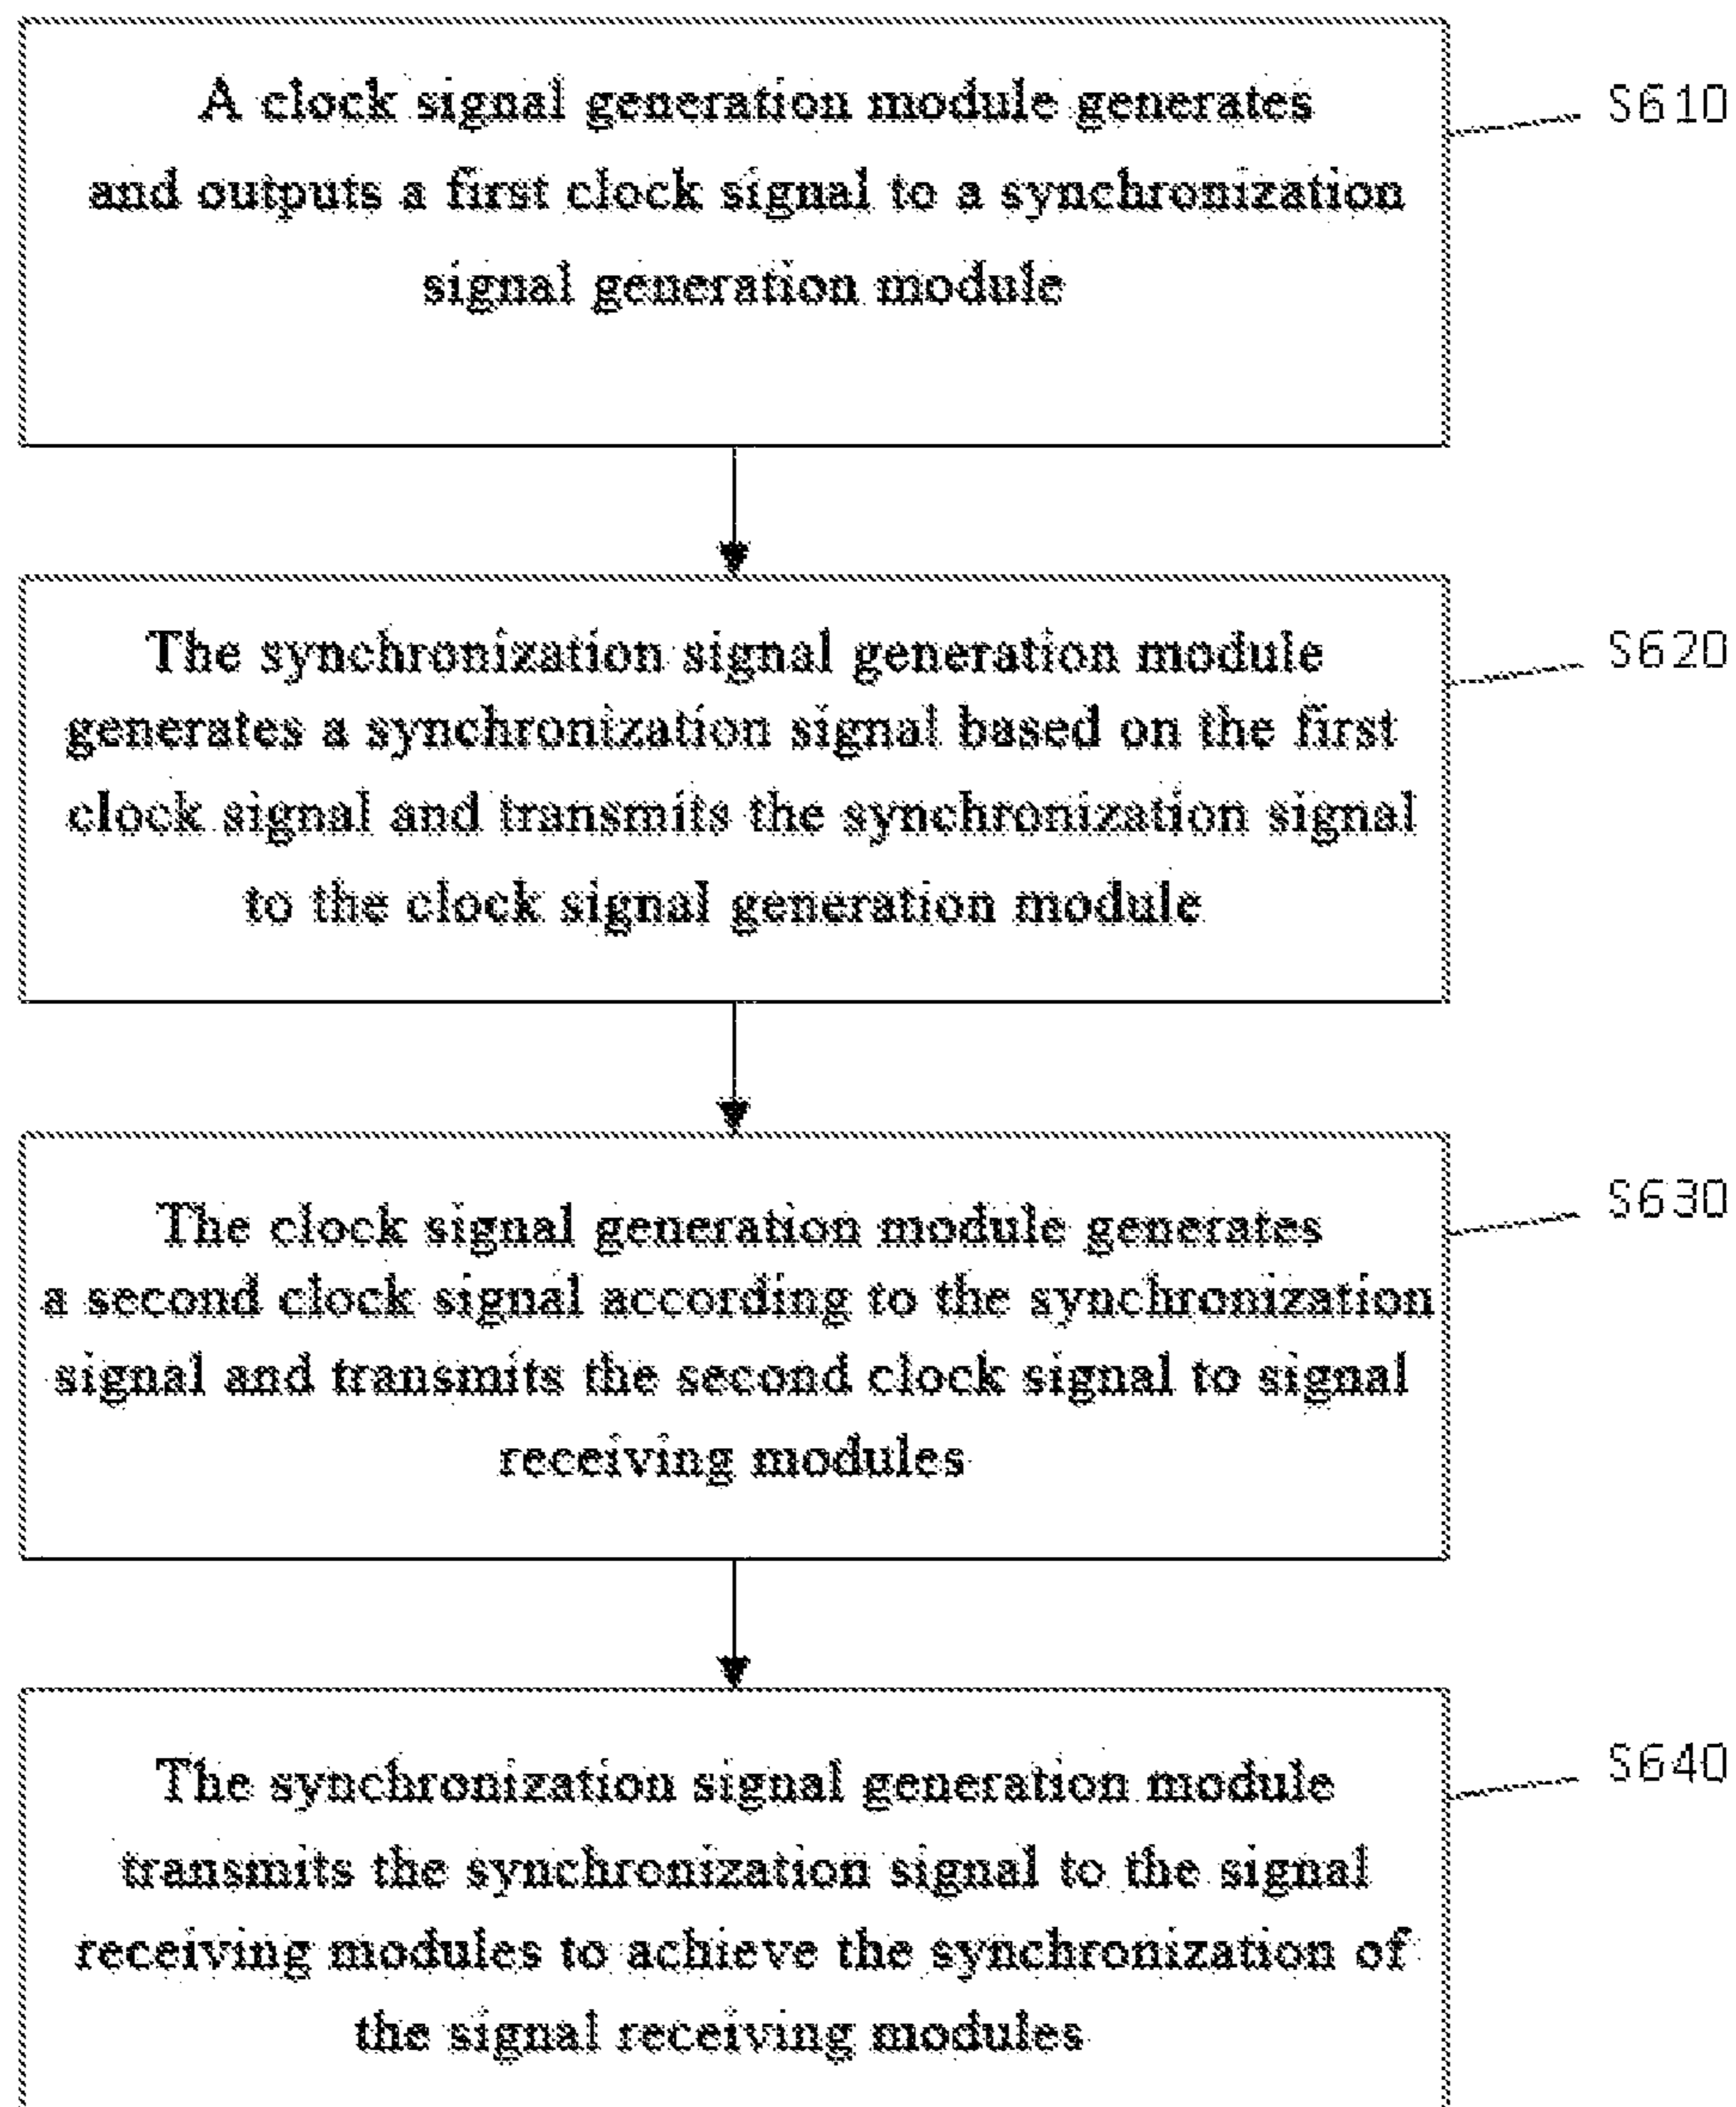 A clock signal generation module generates
and outputs a first clock signal to a synchronization
signal generation module
S610
The synchronization signal generation module
generates a synchronization signal based on the first
clock signal and transmits the synchronization signal
to the clock signal generation module
S620
The clock signal generation module generates
a second clock signal according to the synchronization
signal and transmits the second clock signal to signal
receiving modules
S630
The synchronization signal generation module
transmits the synchronization signal to the signal
receiving modules to achieve the synchronization of
the signal receiving modules
S640